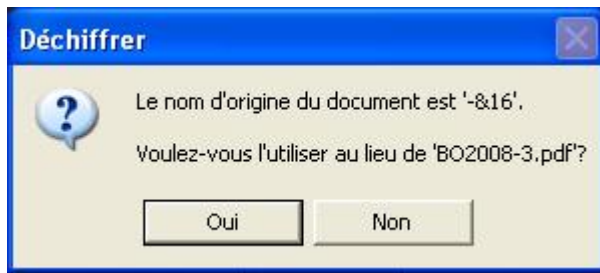 Déchiffrer
Le nom d'origine du document est '-&16'.
Voulez-vous l'utiliser au lieu de 'BO2008-3.pdf'?
Oui
Non